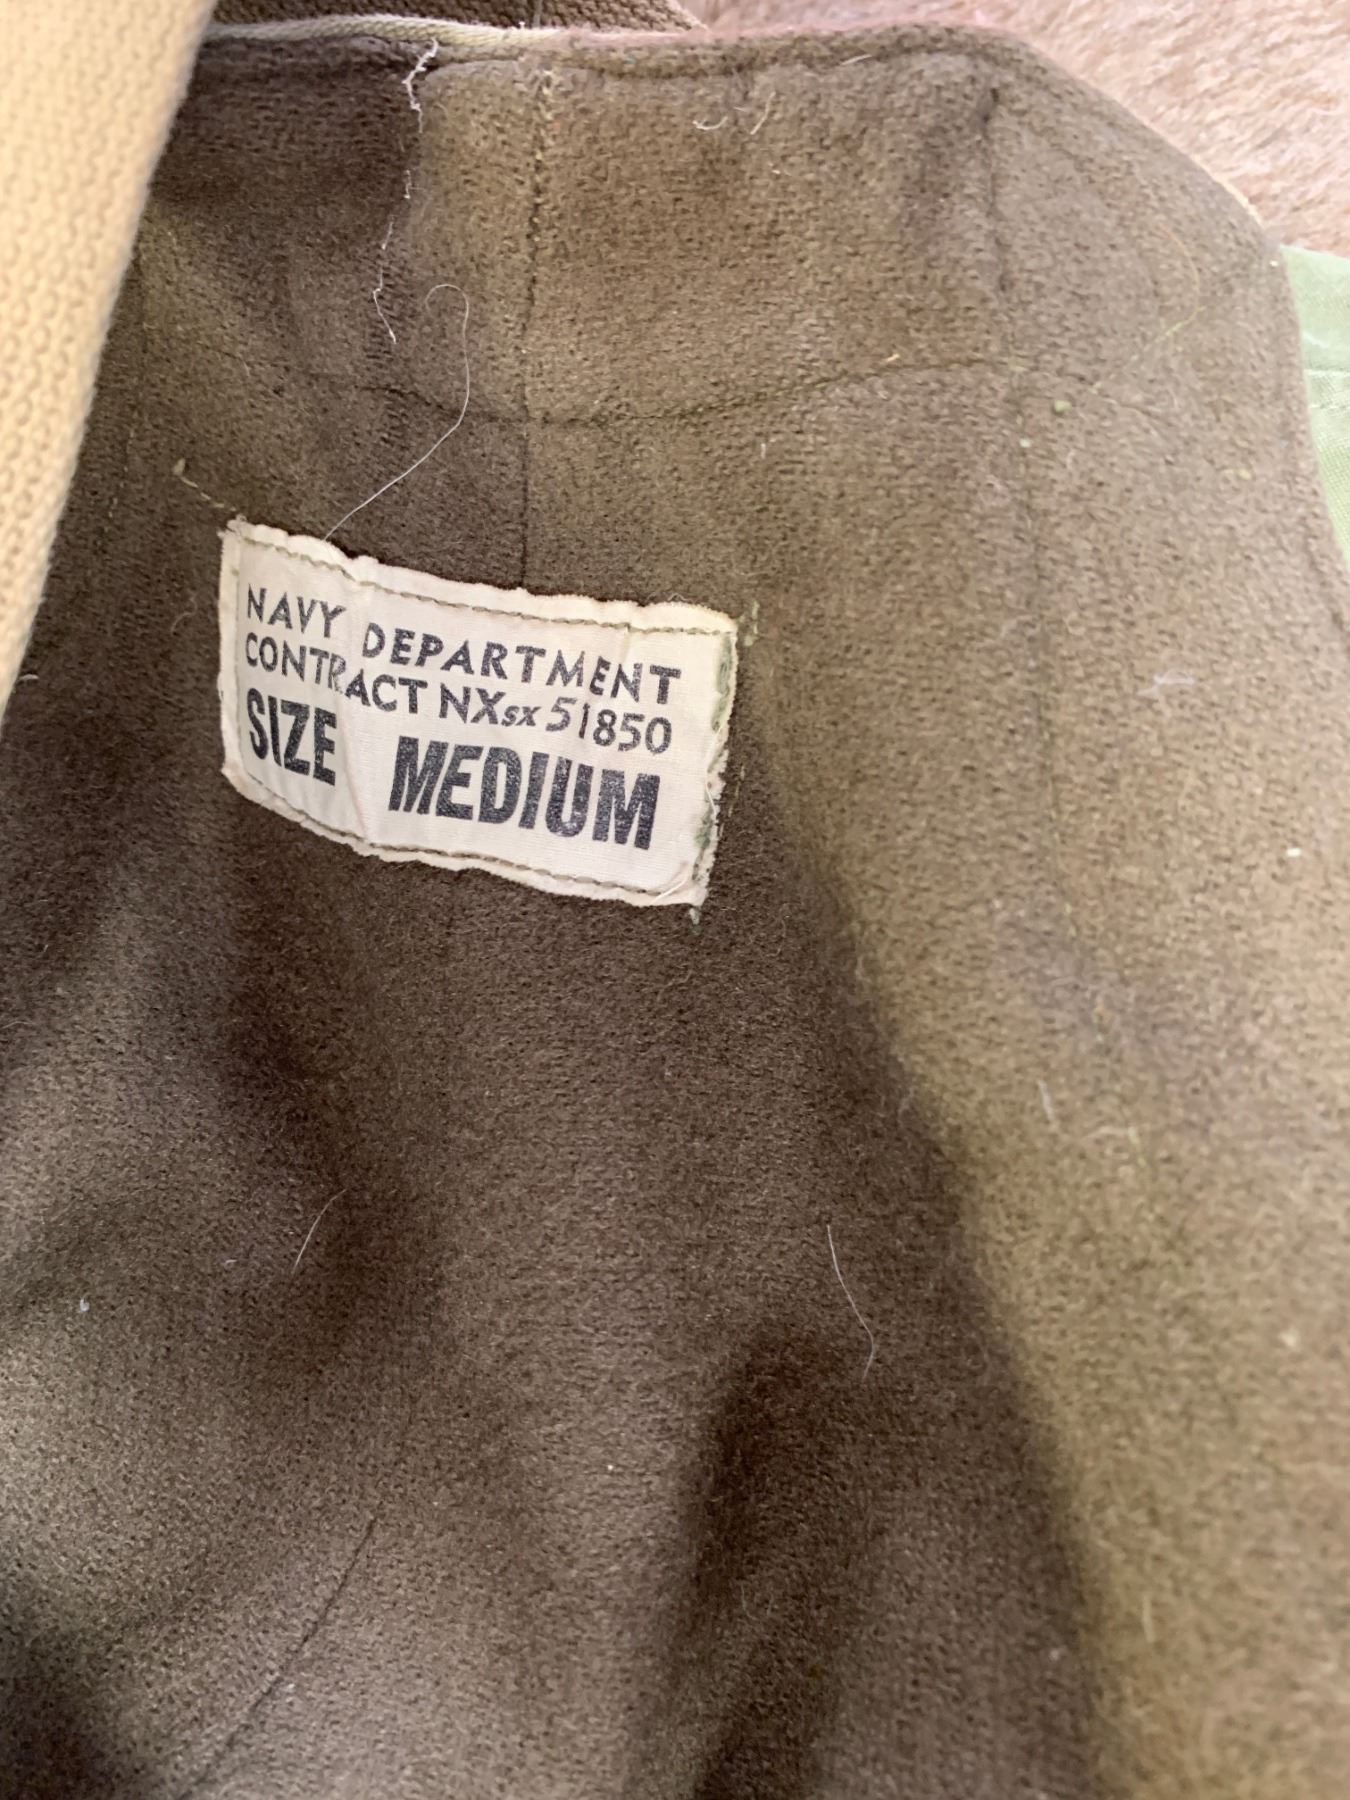 NAVY DEPARTMENT
CONTRACT NXsx 51850
SIZE MEDIUM